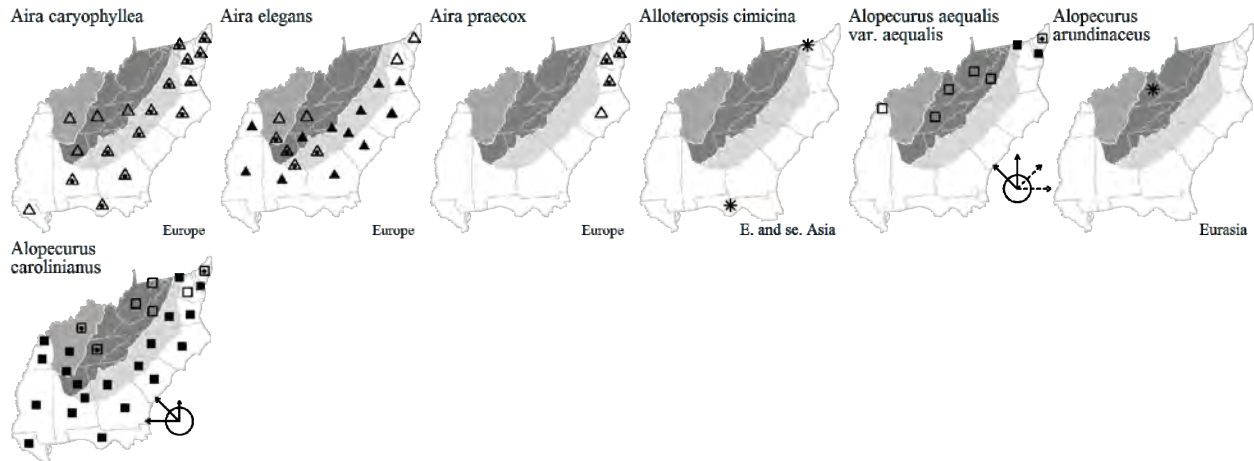 Aira caryophyllea
Europe
Aira elegans
Europe
Aira praecox
Europe
Alloteropsis cimicina
E. and se. Asia
Alopecurus aequalis
var. aequalis
Alopecurus
arundinaceus
Eurasia
Alopecurus
carolinianus